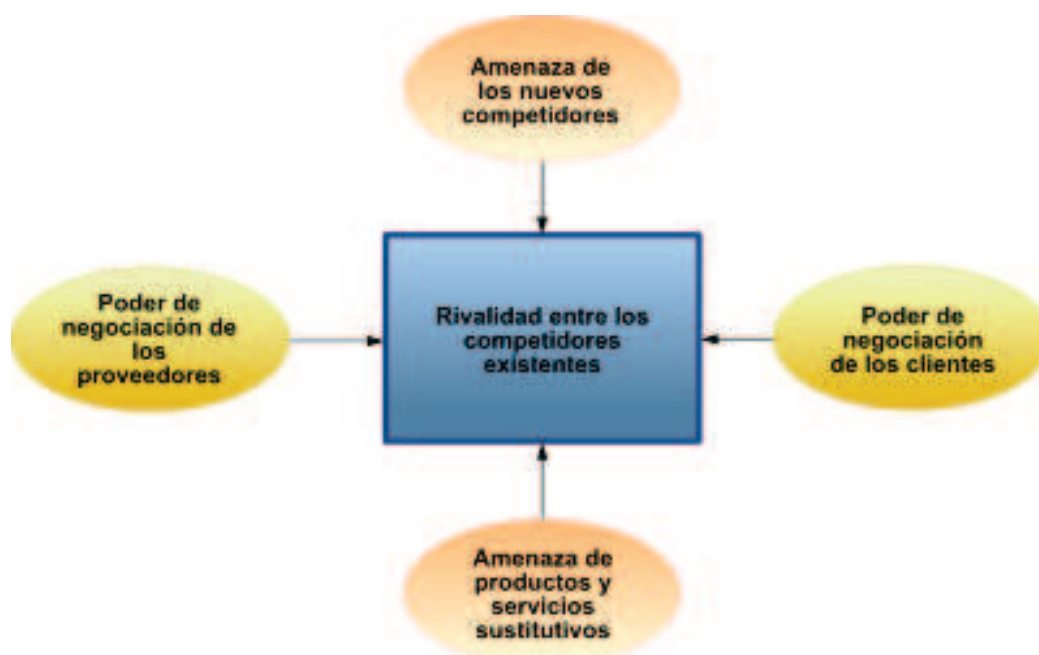 Amenaza de
los nuevos
competidores
Poder de
negociación de
los
proveedores
Rivalidad entre los
competidores
existentes
Poder de
negociación
de los clientes
Amenaza de
productos y
servicios
sustitutivos